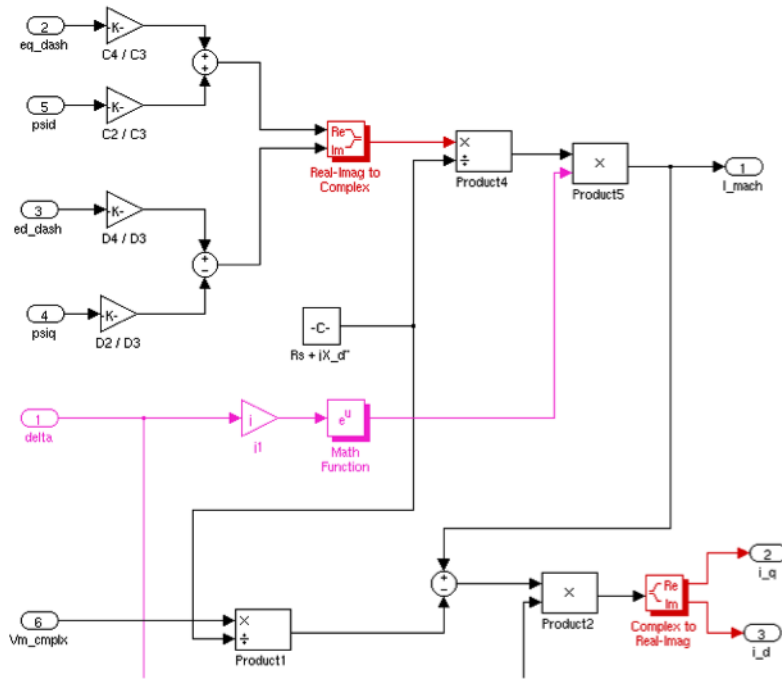 2
eq_dash
-K-
C4 / C3
+
+
5
psid
-K-
C2 / C3
Re
Im
Real-Imag to
Complex
×
÷
Product4
×
Product5
1
I_mach
3
ed_dash
-K-
D4 / D3
+
−
4
psiq
-K-
D2 / D3
-C-
Rs + jX_d"
1
delta
i
j1
e^u
Math
Function
6
Vm_cmplx
×
÷
Product1
+
−
×
Product2
Re
Im
Complex to
Real-Imag
2
i_q
3
i_d